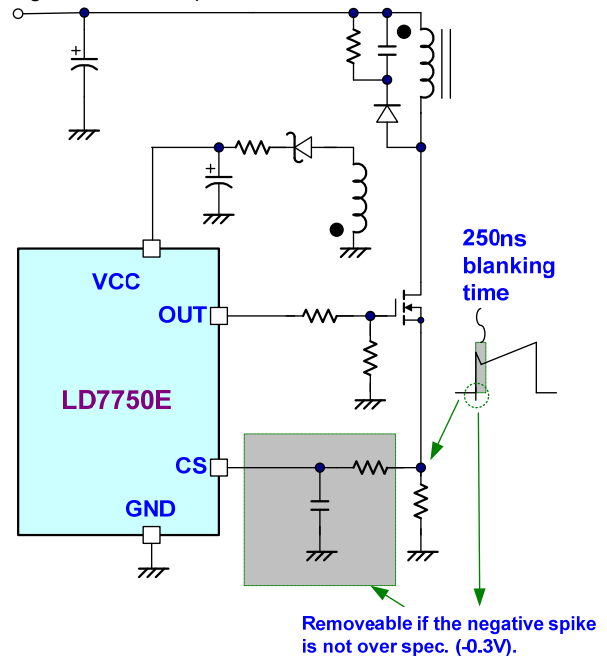 250ns
blanking
time
VCC
OUT
LD7750E
CS
GND
+
+
Removeable if the negative spike
is not over spec. (-0.3V).